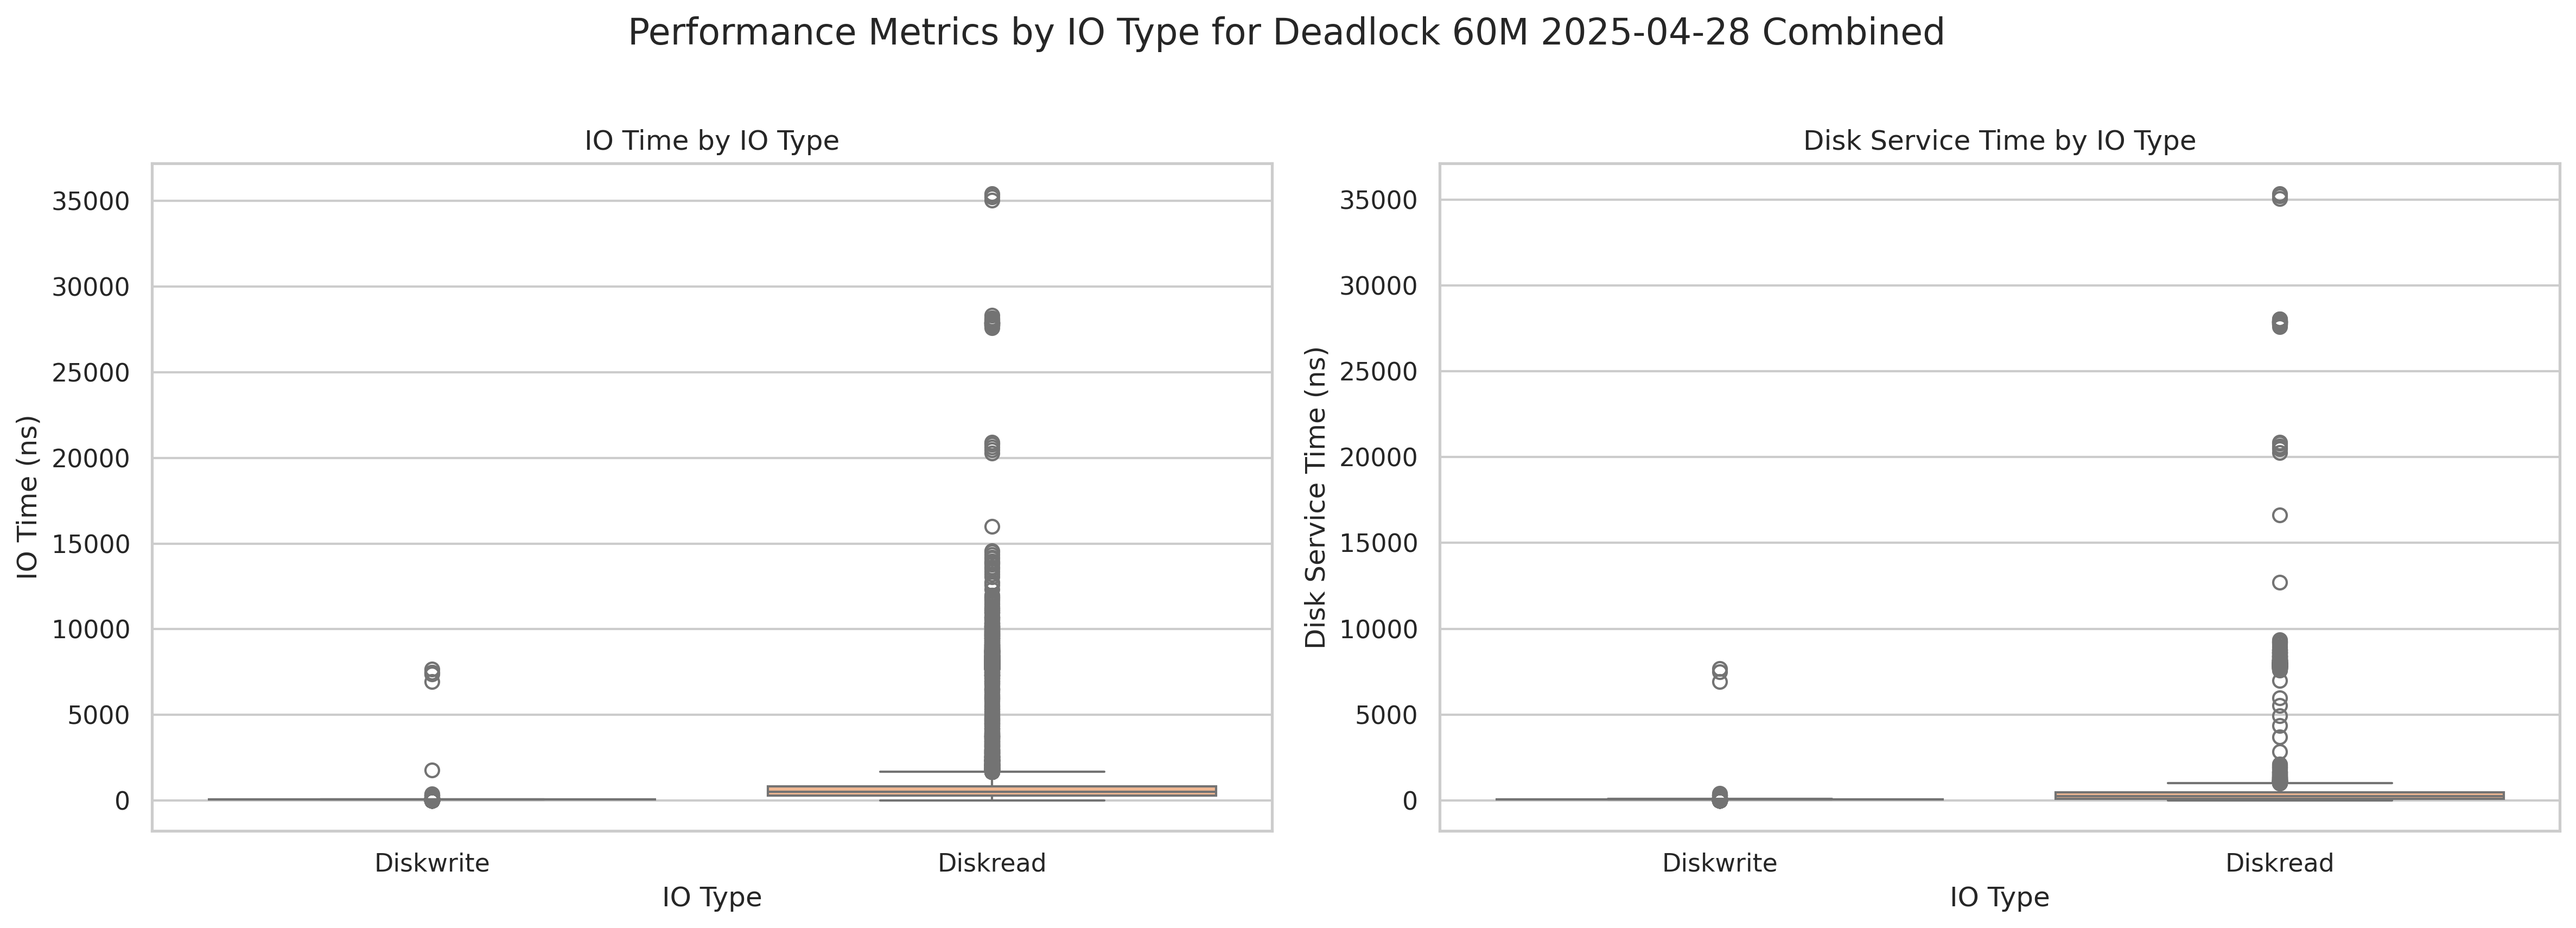 Performance Metrics by IO Type for Deadlock 60M 2025-04-28 Combined
IO Time by IO Type
35000
30000
25000
20000
15000
10000
5000
0
IO Time (ns)
Diskwrite
Diskread
IO Type
Disk Service Time by IO Type
35000
30000
25000
20000
15000
10000
5000
0
Disk Service Time (ns)
Diskwrite
Diskread
IO Type